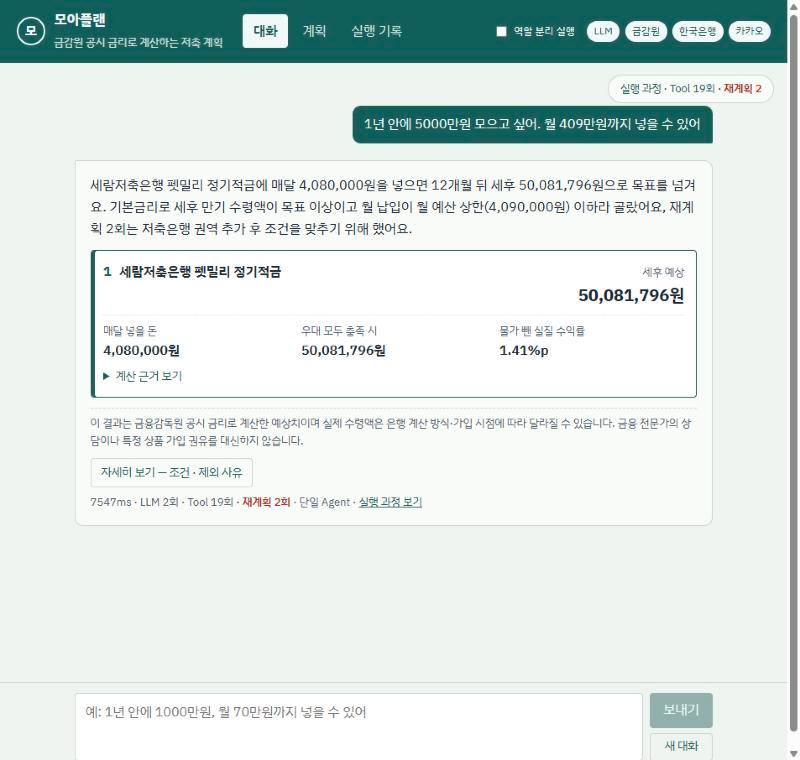 모
모아플랜
금감원 공시 금리로 계산하는 저축 계획
대화
계획
실행 기록
역할 분리 실행
LLM
금감원
한국은행
카카오
실행 과정 · Tool 19회 · 재계획 2
1년 안에 5000만원 모으고 싶어. 월 409만원까지 넣을 수 있어
세람저축은행 펫밀리 정기적금에 매달 4,080,000원을 넣으면 12개월 뒤 세후 50,081,796원으로 목표를 넘겨
요. 기본금리로 세후 만기 수령액이 목표 이상이고 월 납입이 월 예산 상한(4,090,000원) 이하라 골랐어요, 재계
획 2회는 저축은행 권역 추가 후 조건을 맞추기 위해 했어요.
1 세람저축은행 펫밀리 정기적금
세후 예상
50,081,796원
매달 넣을 돈
우대 모두 충족 시
물가 뺀 실질 수익률
4,080,000원
50,081,796원
1.41%p
▶ 계산 근거 보기
이 결과는 금융감독원 공시 금리로 계산한 예상치이며 실제 수령액은 은행 계산 방식·가입 시점에 따라 달라질 수 있습니다. 금융 전문가의 상
담이나 특정 상품 가입 권유를 대신하지 않습니다.
자세히 보기 — 조건 · 제외 사유
7547ms · LLM 2회 · Tool 19회 · 재계획 2회 · 단일 Agent · 실행 과정 보기
예: 1년 안에 1000만원, 월 70만원까지 넣을 수 있어
보내기
새 대화